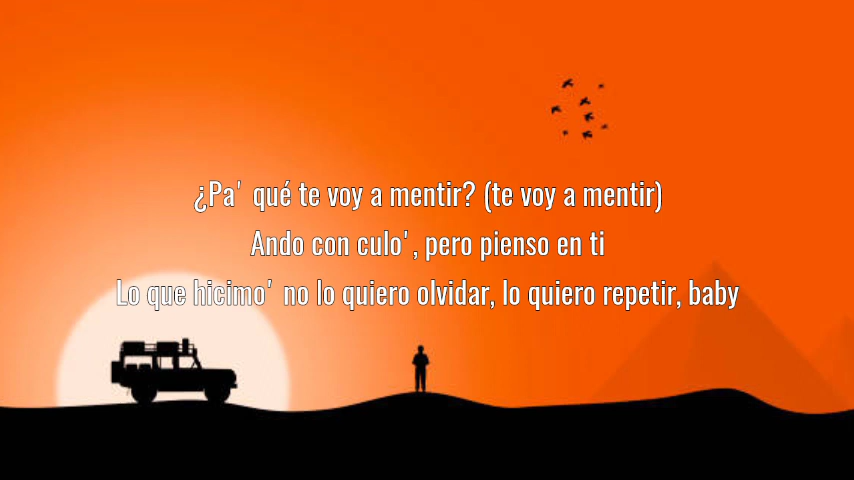 ¿Pa' qué te voy a mentir? (te voy a mentir)
Ando con culo', pero pienso en ti
Lo que hicimo' no lo quiero olvidar, lo quiero repetir, baby